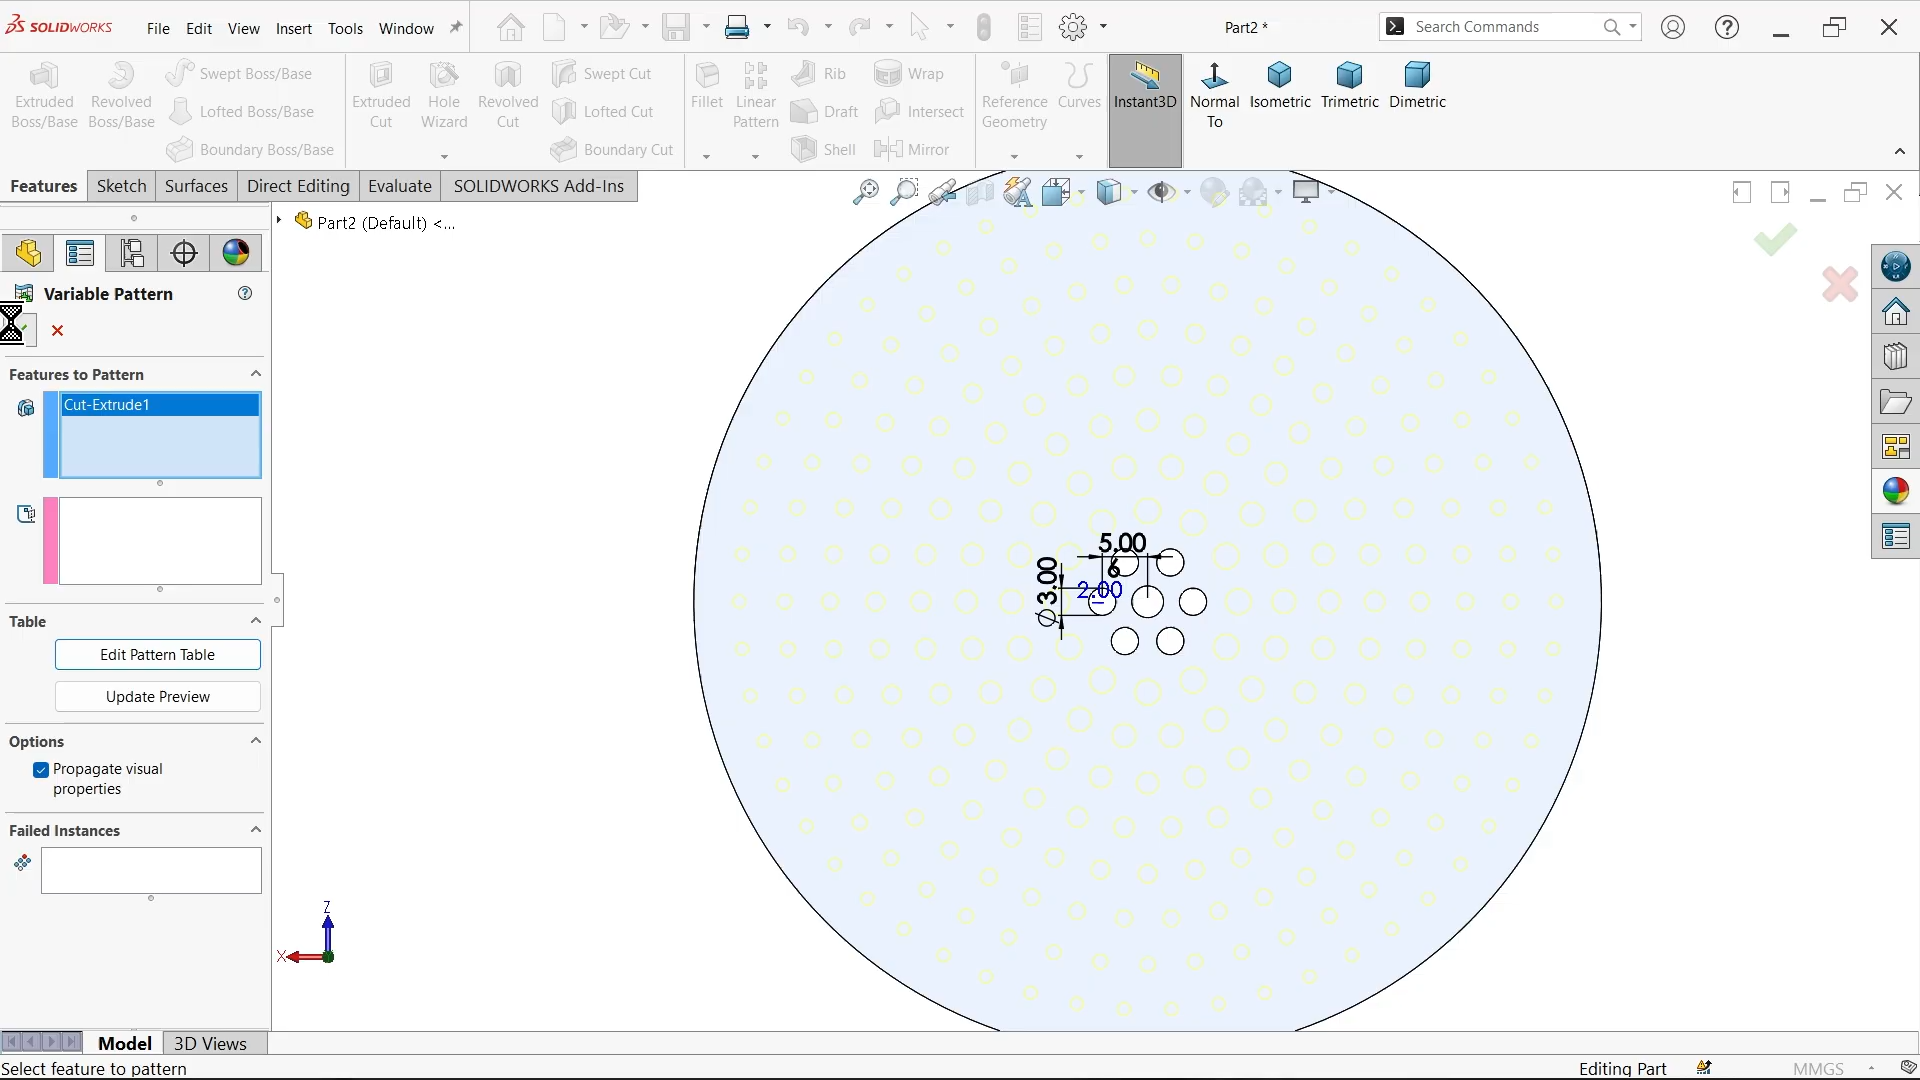 SOLIDWORKS File Edit View Insert Tools Window Part2 * Search Commands
Extruded Boss/Base
Revolved Boss/Base
Swept Boss/Base
Lofted Boss/Base
Boundary Boss/Base
Extruded Cut
Hole Wizard
Revolved Cut
Swept Cut
Lofted Cut
Boundary Cut
Fillet
Linear Pattern
Rib
Draft
Shell
Wrap
Intersect
Mirror
Reference Geometry
Curves
Instant3D
Normal To
Isometric
Trimetric
Dimetric
Features Sketch Surfaces Direct Editing Evaluate SOLIDWORKS Add-Ins
Part2 (Default) <...
Variable Pattern
Features to Pattern
Cut-Extrude1
Table
Edit Pattern Table
Update Preview
Options
Propagate visual
properties
Failed Instances
5.00
6
2.00
∅3.00
Z
X
Model 3D Views
Select feature to pattern Editing Part MMGS